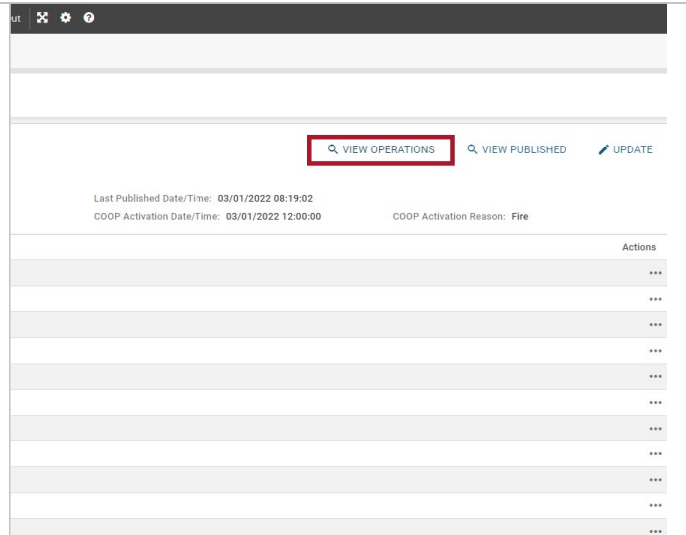 ut
VIEW OPERATIONS VIEW PUBLISHED UPDATE
Last Published Date/Time: 03/01/2022 08:19:02
COOP Activation Date/Time: 03/01/2022 12:00:00 COOP Activation Reason: Fire
Actions